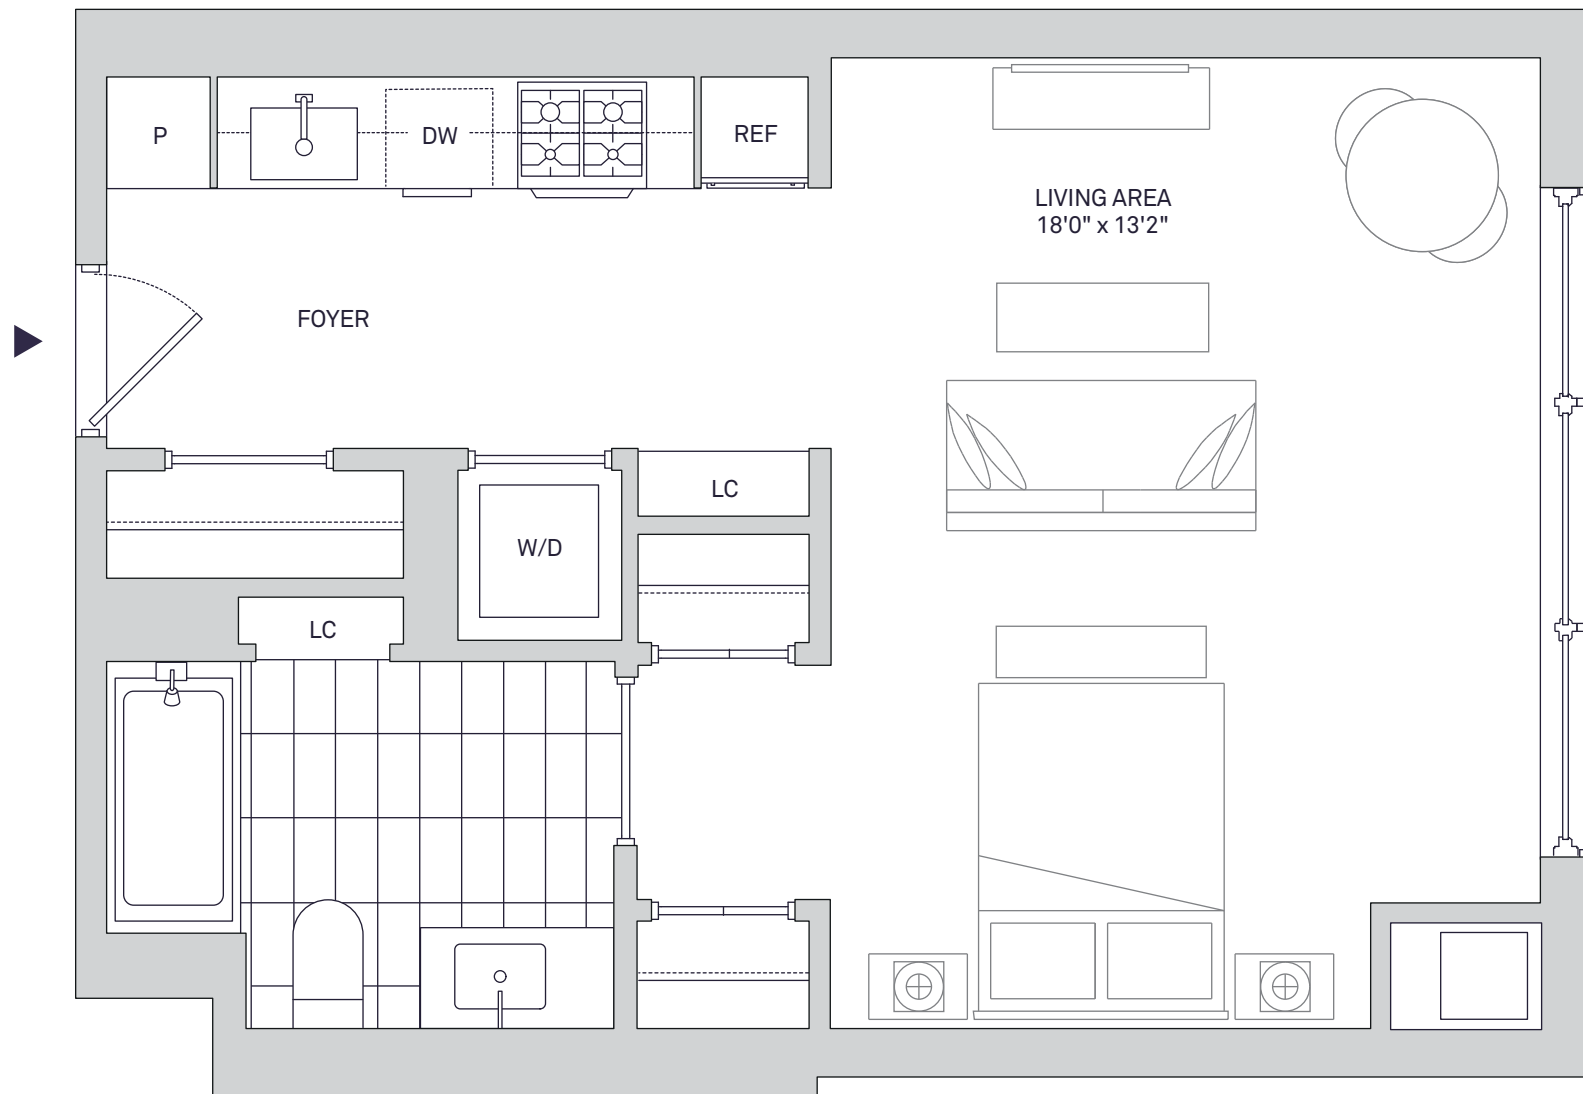 P
DW
REF
LIVING AREA
18'0" x 13'2"
FOYER
LC
W/D
LC